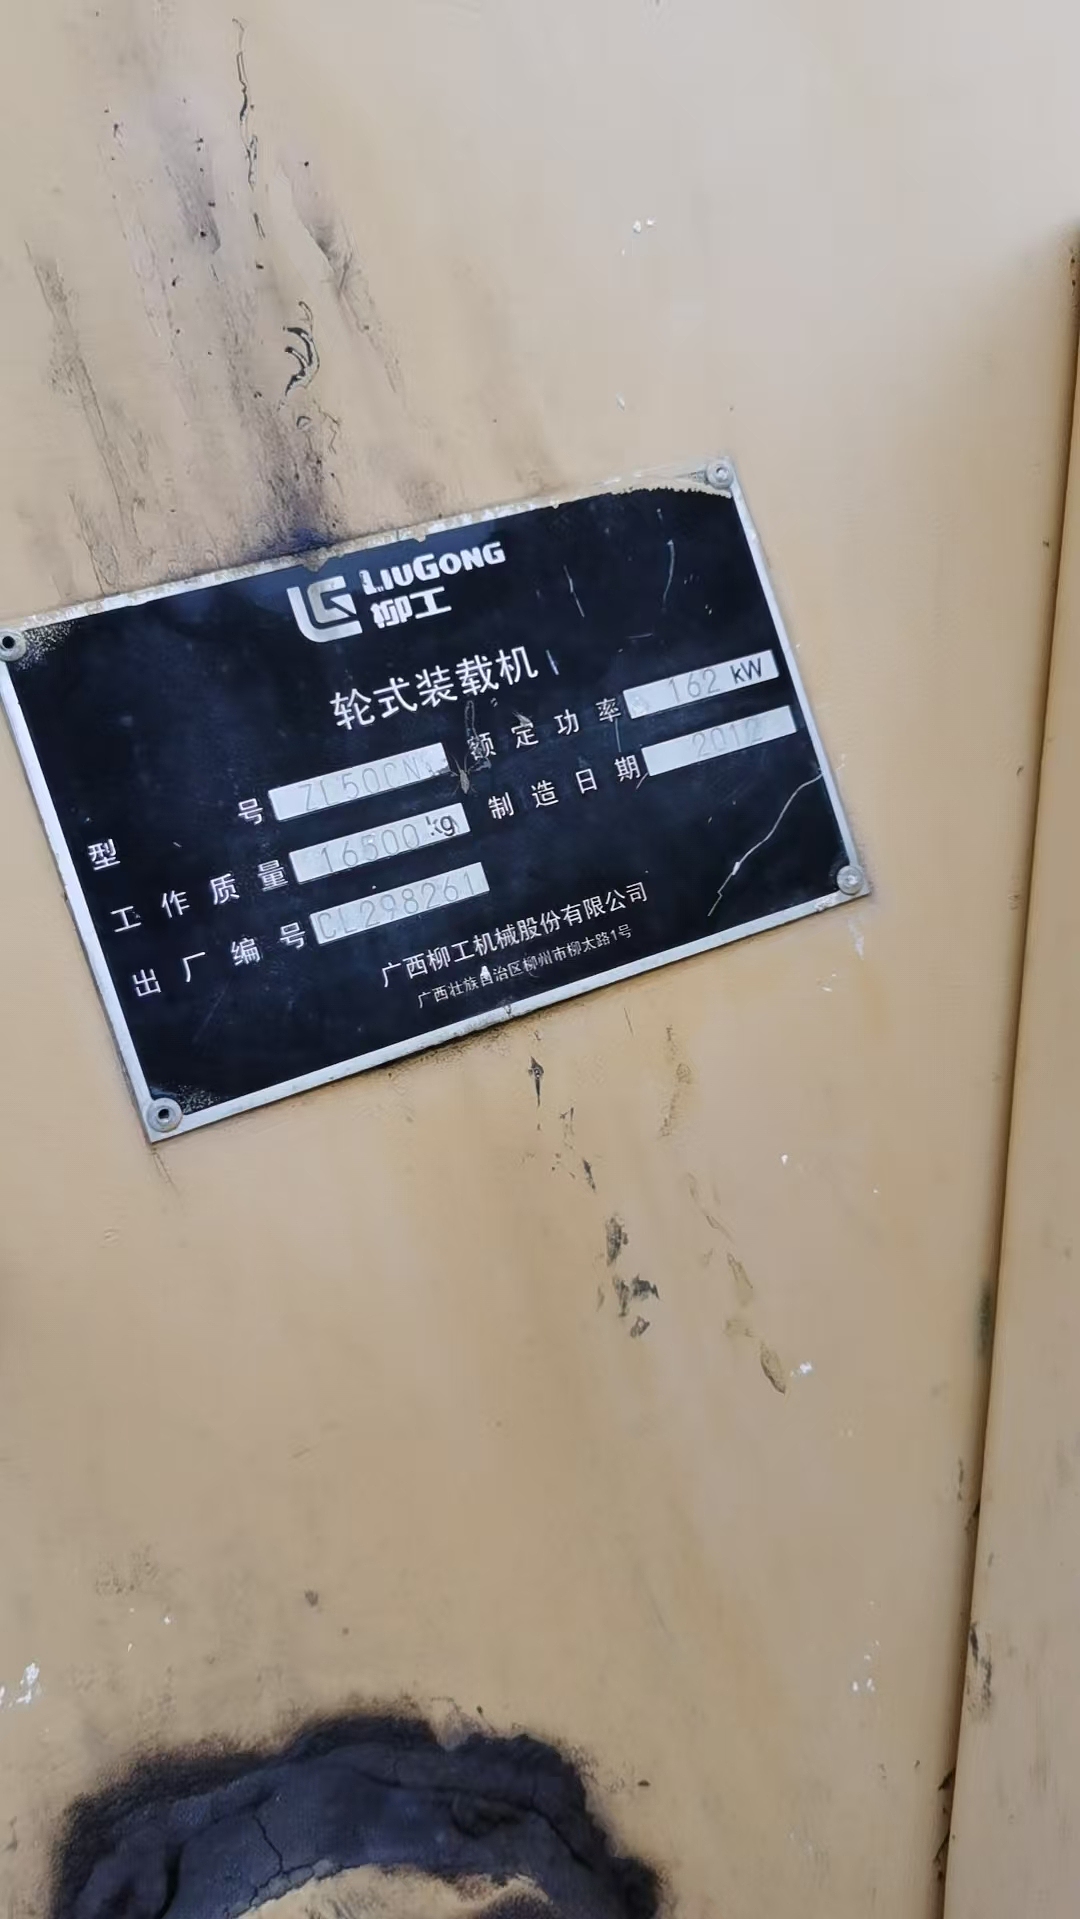 LG LIUGONG
柳工
轮式装载机
型号 ZL50CN 额定功率 162 kW
工作质量 16500 kg 制造日期 2012
出厂编号 CL298261
广西柳工机械股份有限公司
广西壮族自治区柳州市柳太路1号